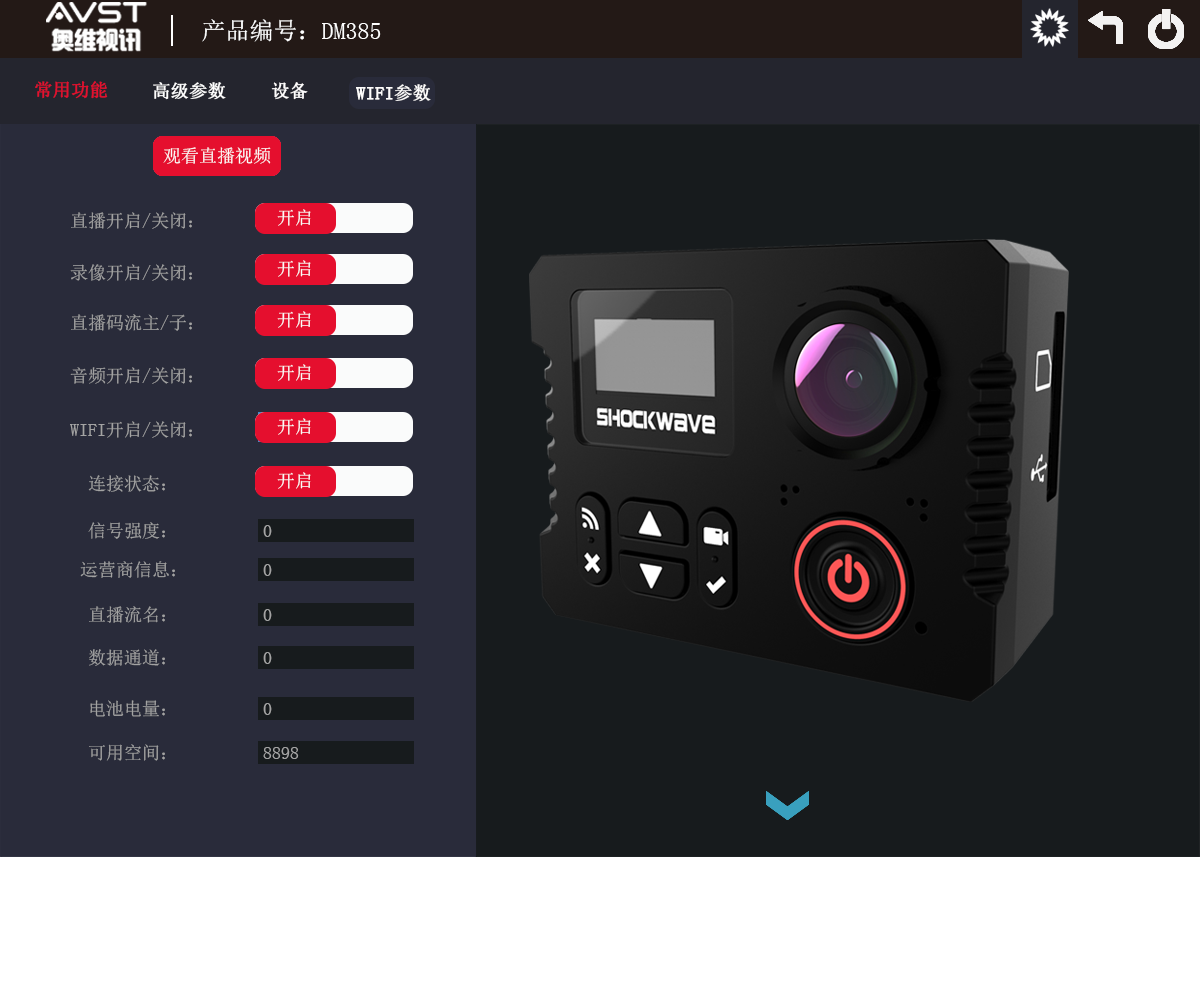 AVST
奥维视讯
产品编号：DM385
常用功能 高级参数 设备 WIFI参数
观看直播视频
直播开启/关闭： 开启
录像开启/关闭： 开启
直播码流主/子： 开启
音频开启/关闭： 开启
WIFI开启/关闭： 开启
连接状态： 开启
信号强度： 0
运营商信息： 0
直播流名： 0
数据通道： 0
电池电量： 0
可用空间： 8898
SHOCKWAVE